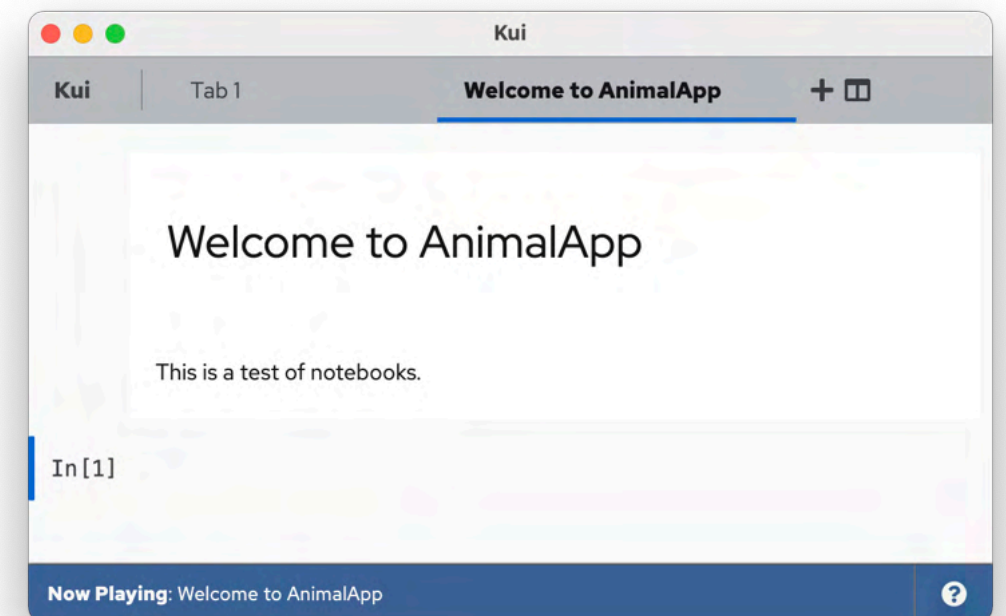 Kui
Kui Tab 1 Welcome to AnimalApp
Welcome to AnimalApp
This is a test of notebooks.
In[1]
Now Playing: Welcome to AnimalApp ?